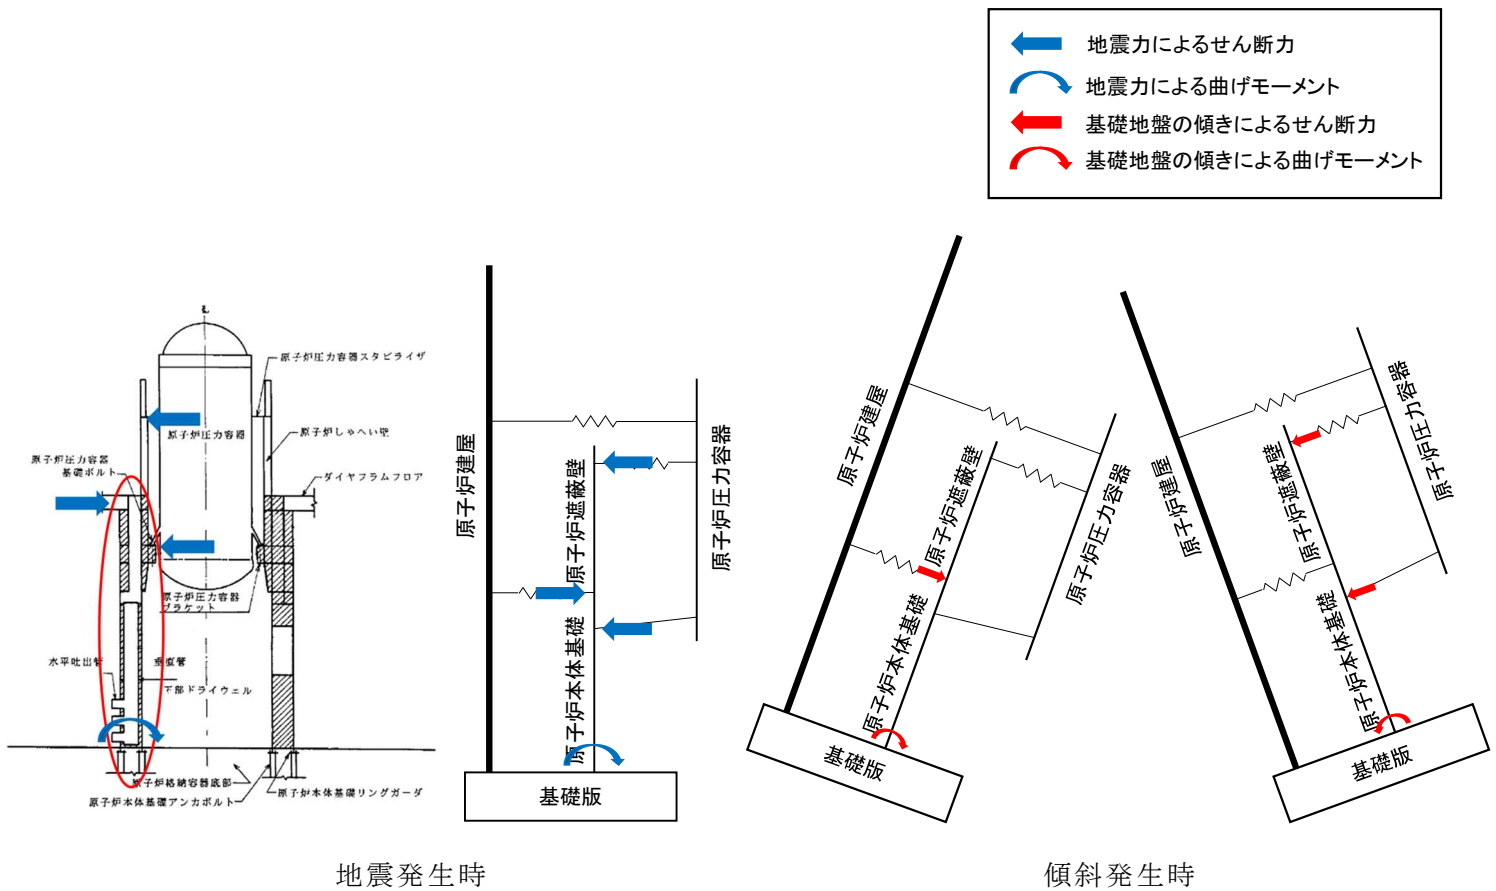 地震力によるせん断力
地震力による曲げモーメント
基礎地盤の傾きによるせん断力
基礎地盤の傾きによる曲げモーメント
原子炉圧力容器スタビライザ
原子炉圧力容器
原子炉しゃへい壁
原子炉圧力容器
基礎ボルト
ダイヤフラムフロア
原子炉圧力容器
ブラケット
水平吐出管
垂直管
下部ドライウェル
原子炉格納容器底部
原子炉本体基礎アンカボルト
原子炉本体基礎リングガーダ
原子炉建屋
原子炉遮蔽壁
原子炉圧力容器
原子炉本体基礎
基礎版
原子炉建屋
原子炉遮蔽壁
原子炉圧力容器
原子炉本体基礎
基礎版
原子炉建屋
原子炉遮蔽壁
原子炉圧力容器
原子炉本体基礎
基礎版
地震発生時
傾斜発生時